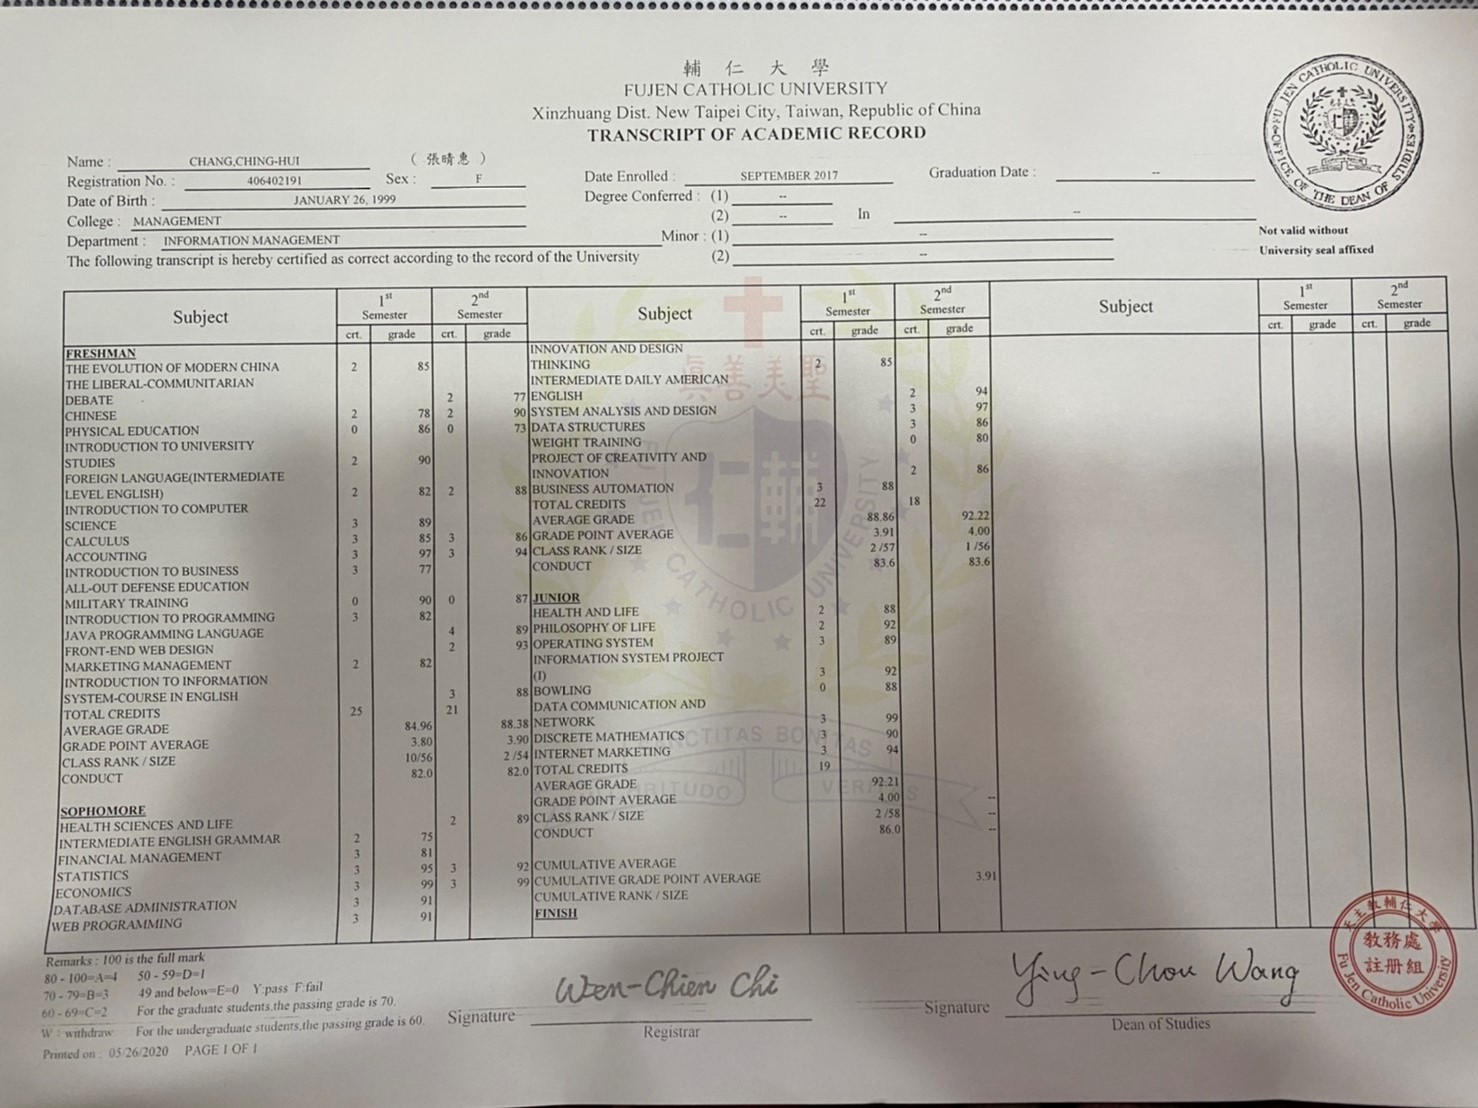 輔仁大學
FUJEN CATHOLIC UNIVERSITY
Xinzhuang Dist. New Taipei City, Taiwan, Republic of China
TRANSCRIPT OF ACADEMIC RECORD
FU JEN CATHOLIC UNIVERSITY
OFFICE OF THE DEAN OF STUDIES
Name : CHANG,CHING-HUI ( 張晴惠 )
Registration No. : 406402191 Sex : F
Date of Birth : JANUARY 26, 1999
College : MANAGEMENT
Department : INFORMATION MANAGEMENT
The following transcript is hereby certified as correct according to the record of the University
Date Enrolled : SEPTEMBER 2017 Graduation Date : --
Degree Conferred : (1) --
(2) -- In --
Minor : (1) --
(2) --
Not valid without
University seal affixed
Subject 1st Semester 2nd Semester
crt. grade crt. grade
FRESHMAN
THE EVOLUTION OF MODERN CHINA 2 85
THE LIBERAL-COMMUNITARIAN
DEBATE 2 77
CHINESE 2 78 2 90
PHYSICAL EDUCATION 0 86 0 73
INTRODUCTION TO UNIVERSITY
STUDIES 2 90
FOREIGN LANGUAGE(INTERMEDIATE
LEVEL ENGLISH) 2 82 2 88
INTRODUCTION TO COMPUTER
SCIENCE 3 89
CALCULUS 3 85 3 86
ACCOUNTING 3 97 3 94
INTRODUCTION TO BUSINESS 3 77
ALL-OUT DEFENSE EDUCATION
MILITARY TRAINING 0 90 0 87
INTRODUCTION TO PROGRAMMING 3 82
JAVA PROGRAMMING LANGUAGE 4 89
FRONT-END WEB DESIGN 2 93
MARKETING MANAGEMENT 2 82
INTRODUCTION TO INFORMATION
SYSTEM-COURSE IN ENGLISH 3 88
TOTAL CREDITS 25 21
AVERAGE GRADE 84.96 88.38
GRADE POINT AVERAGE 3.80 3.90
CLASS RANK / SIZE 10/56 2 /54
CONDUCT 82.0 82.0
SOPHOMORE
HEALTH SCIENCES AND LIFE 2 89
INTERMEDIATE ENGLISH GRAMMAR 2 75
FINANCIAL MANAGEMENT 3 81
STATISTICS 3 95 3 92
ECONOMICS 3 99 3 99
DATABASE ADMINISTRATION 3 91
WEB PROGRAMMING 3 91
Subject 1st Semester 2nd Semester
crt. grade crt. grade
INNOVATION AND DESIGN
THINKING 2 85
INTERMEDIATE DAILY AMERICAN
ENGLISH 2 94
SYSTEM ANALYSIS AND DESIGN 3 97
DATA STRUCTURES 3 86
WEIGHT TRAINING 0 80
PROJECT OF CREATIVITY AND
INNOVATION 2 86
BUSINESS AUTOMATION 3 88
TOTAL CREDITS 22 18
AVERAGE GRADE 88.86 92.22
GRADE POINT AVERAGE 3.91 4.00
CLASS RANK / SIZE 2 /57 1 /56
CONDUCT 83.6 83.6
JUNIOR
HEALTH AND LIFE 2 88
PHILOSOPHY OF LIFE 2 92
OPERATING SYSTEM 3 89
INFORMATION SYSTEM PROJECT
(I) 3 92
BOWLING 0 88
DATA COMMUNICATION AND
NETWORK 3 99
DISCRETE MATHEMATICS 3 90
INTERNET MARKETING 3 94
TOTAL CREDITS 19
AVERAGE GRADE 92.21
GRADE POINT AVERAGE 4.00 --
CLASS RANK / SIZE 2 /58 --
CONDUCT 86.0 --
CUMULATIVE AVERAGE
CUMULATIVE GRADE POINT AVERAGE 3.91
CUMULATIVE RANK / SIZE
FINISH
Subject 1st Semester 2nd Semester
crt. grade crt. grade
真善美聖
仁輔
FU JEN CATHOLIC UNIVERSITY
Remarks : 100 is the full mark
80 - 100=A=4 50 - 59=D=1
70 - 79=B=3 49 and below=E=0 Y:pass F:fail
60 - 69=C=2 For the graduate students,the passing grade is 70.
W : withdraw For the undergraduate students,the passing grade is 60.
Printed on : 05/26/2020 PAGE 1 OF 1
Signature Wen-Chien Chi
Registrar
Signature Ying-Chou Wang
Dean of Studies
天主教輔仁大學
教務處
註冊組
Fu Jen Catholic University